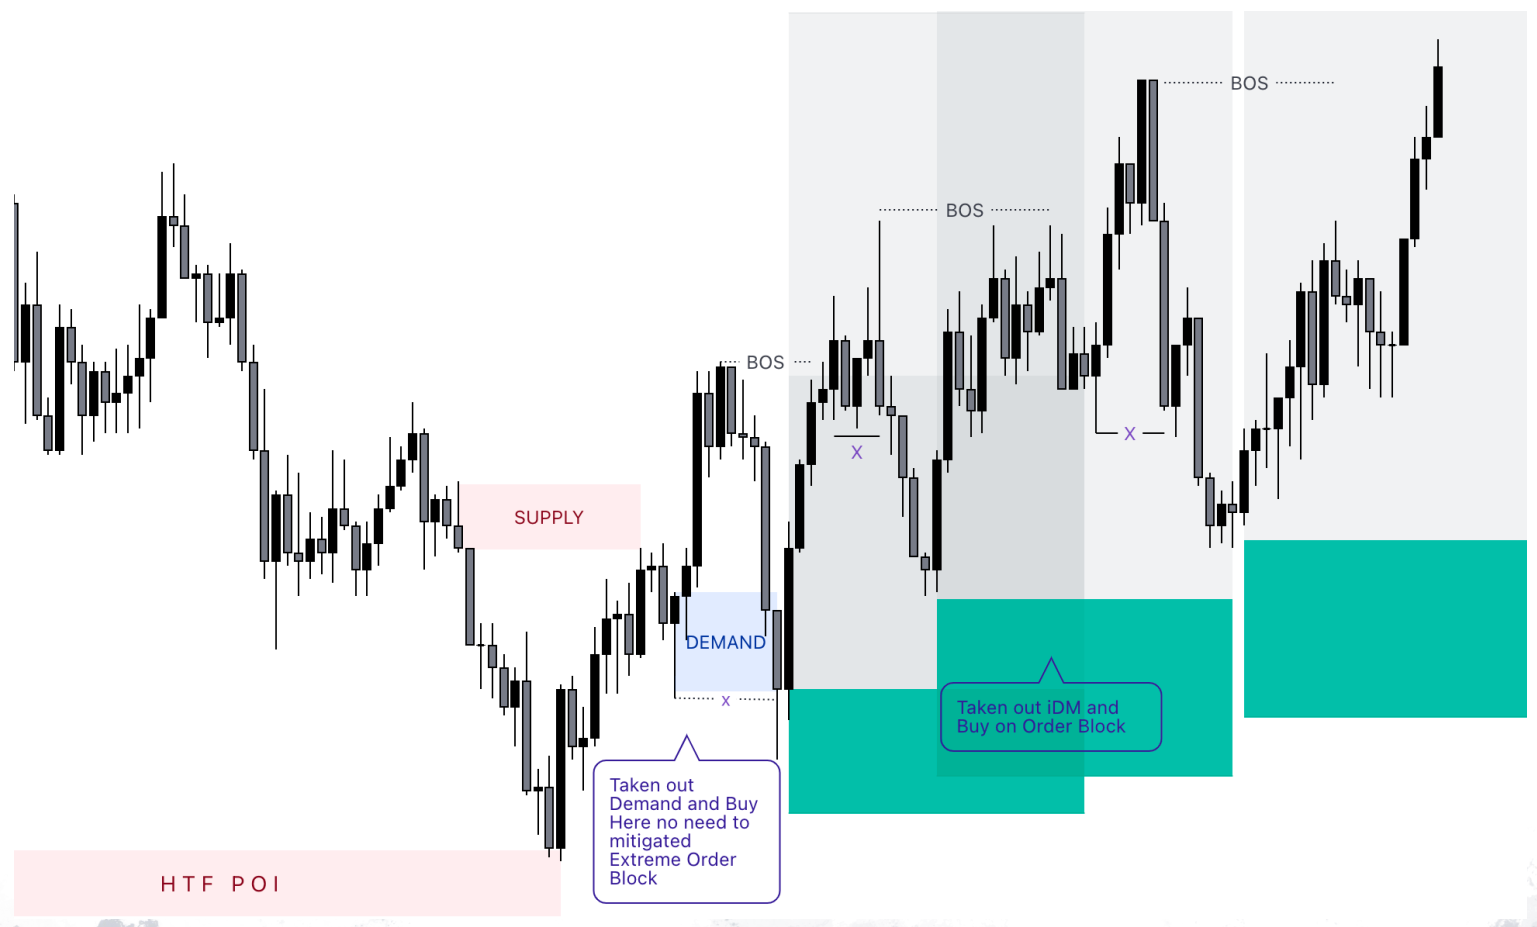 BOS
BOS
BOS
X
X
SUPPLY
DEMAND
x
Taken out iDM and
Buy on Order Block
Taken out
Demand and Buy
Here no need to
mitigated
Extreme Order
Block
HTF POI